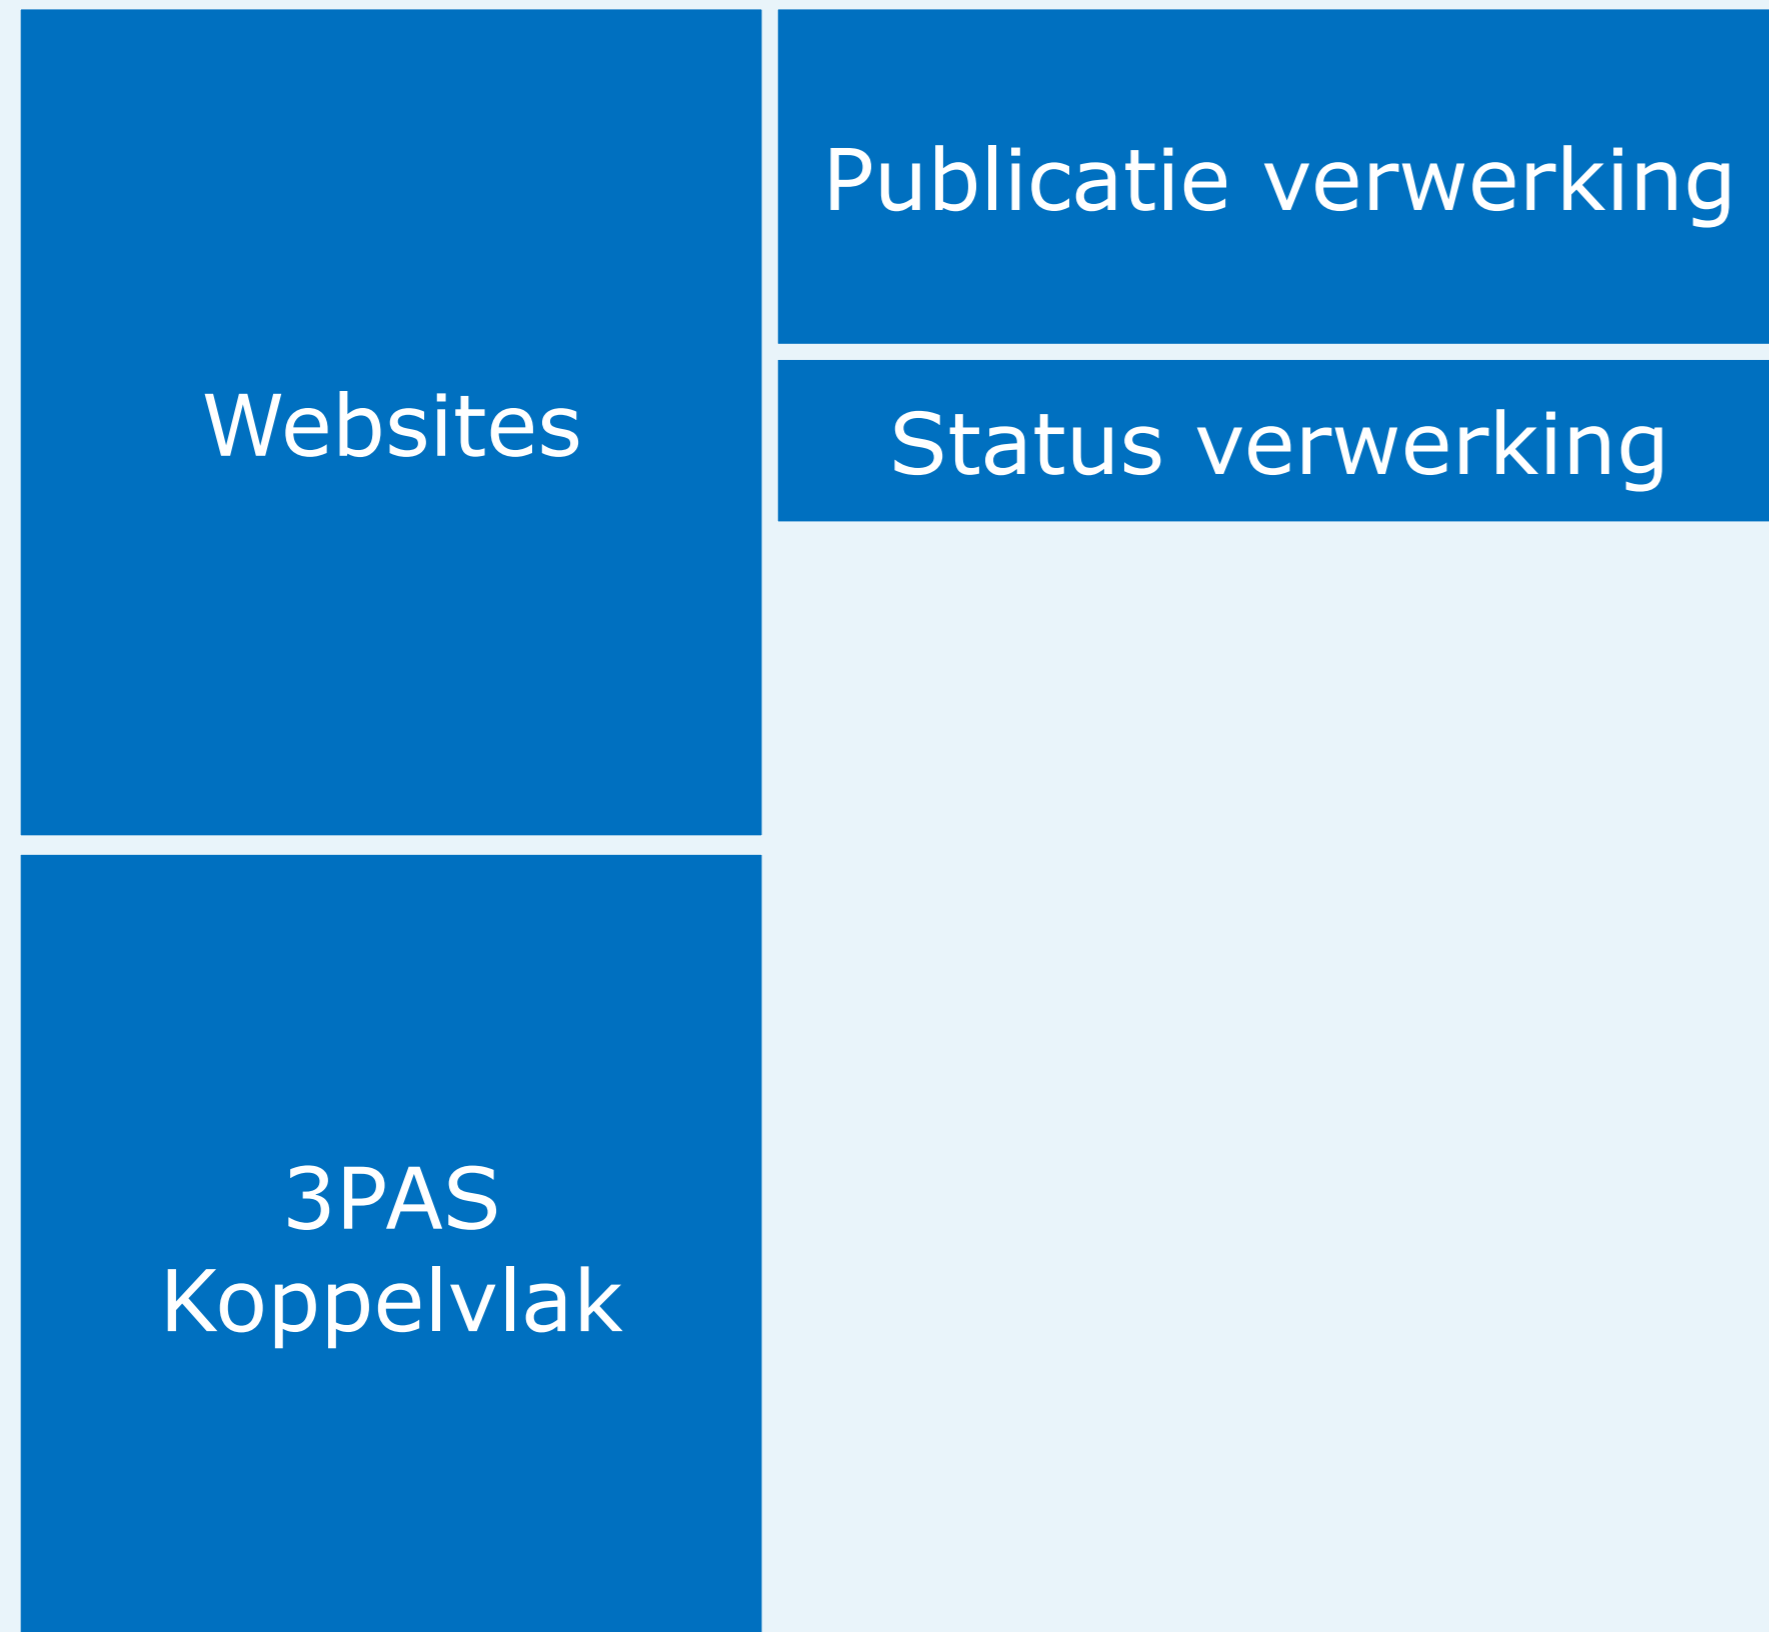 Websites
Publicatie verwerking
Status verwerking
3PAS
Koppelvlak